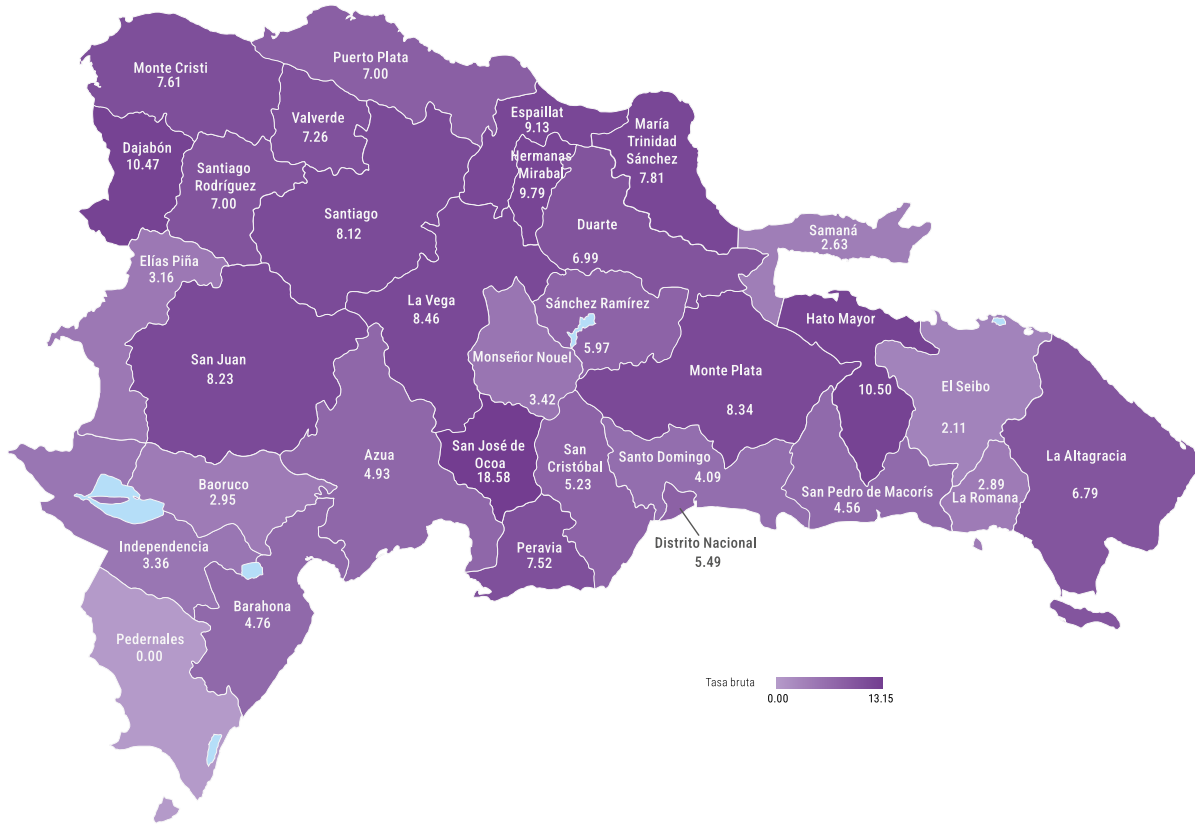 Puerto Plata
7.00
Monte Cristi
7.61
Valverde
7.26
Espaillat
9.13
María
Trinidad
Sánchez
7.81
Dajabón
10.47
Santiago
Rodríguez
7.00
Hermanas
Mirabal
9.79
Santiago
8.12
Duarte
6.99
Samaná
2.63
Elías Piña
3.16
La Vega
8.46
Sánchez Ramírez
5.97
Hato Mayor
10.50
San Juan
8.23
Monseñor Nouel
3.42
Monte Plata
8.34
El Seibo
2.11
San José de
Ocoa
18.58
San
Cristóbal
5.23
Santo Domingo
4.09
Azua
4.93
La Altagracia
6.79
Baoruco
2.95
San Pedro de Macorís
4.56
2.89
La Romana
Independencia
3.36
Peravia
7.52
Distrito Nacional
5.49
Barahona
4.76
Pedernales
0.00
Tasa bruta
0.00
13.15